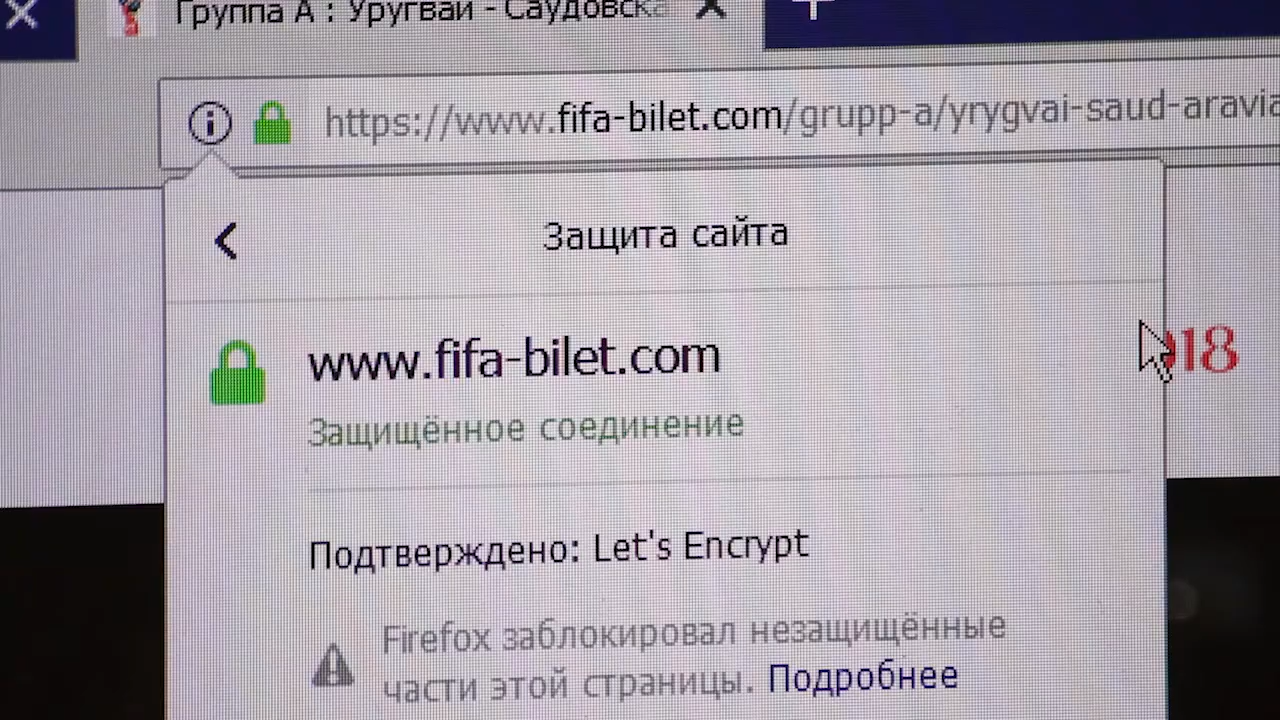 Группа А : Уругвай - Саудовска
https://www.fifa-bilet.com/grupp-a/yrygvai-saud-aravia
Защита сайта
www.fifa-bilet.com
18
Защищённое соединение
Подтверждено: Let's Encrypt
Firefox заблокировал незащищённые
части этой страницы. Подробнее